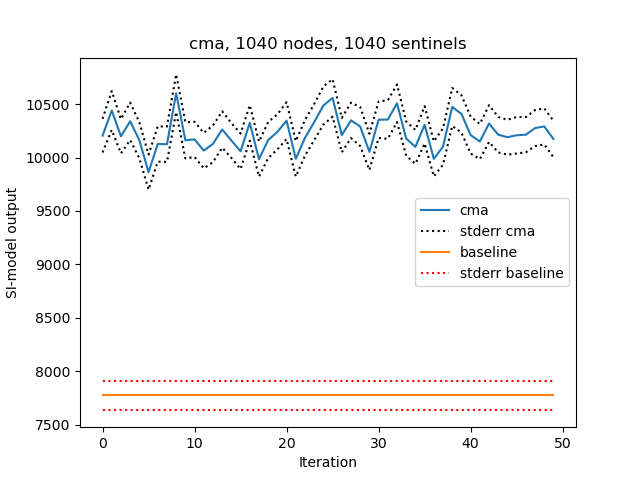 cma, 1040 nodes, 1040 sentinels
SI-model output
10500
10000
9500
9000
8500
8000
7500
cma
stderr cma
baseline
stderr baseline
0
10
20
30
40
50
Iteration